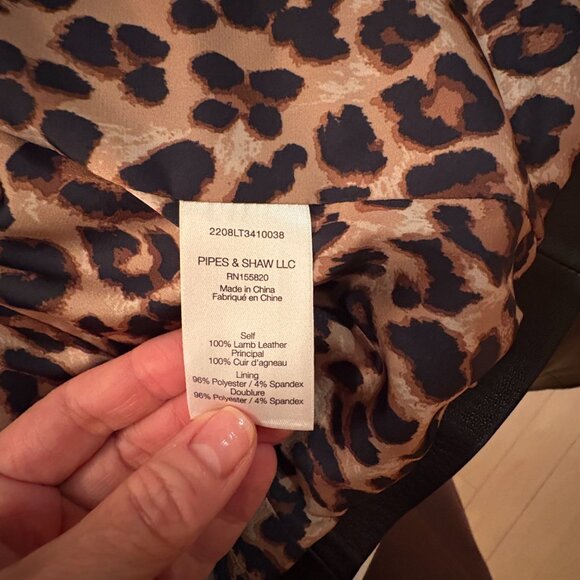 2208LT3410038
PIPES & SHAW LLC
RN155820
Made in China
Fabriqué en Chine
Self
100% Lamb Leather
Principal
100% Cuir d'agneau
Lining
96% Polyester / 4% Spandex
Doublure
96% Polyester / 4% Spandex